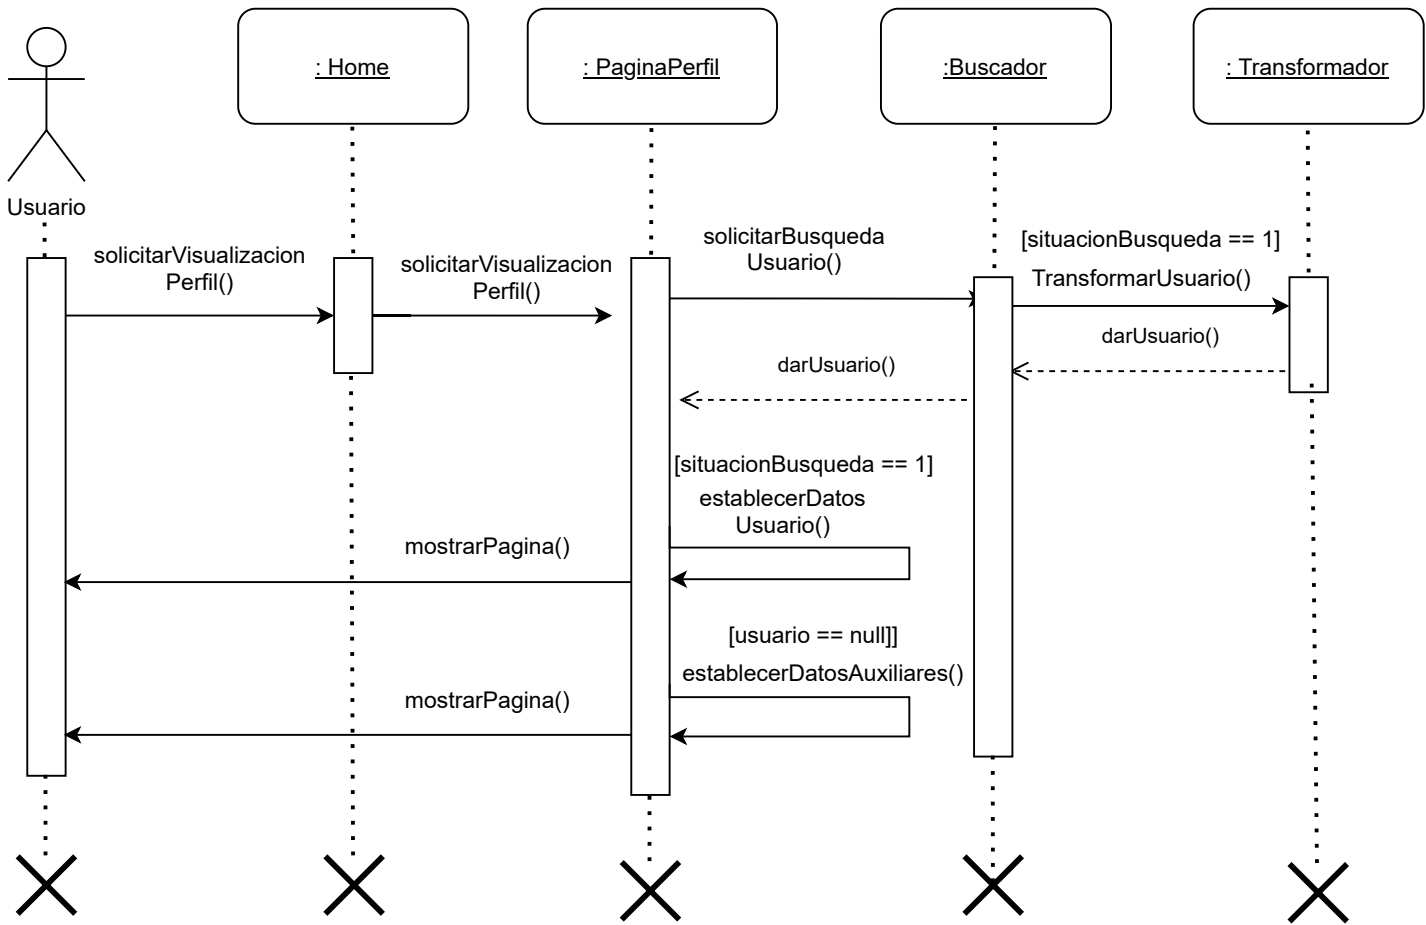 : Home
: PaginaPerfil
:Buscador
: Transformador
Usuario
solicitarVisualizacion
Perfil()
solicitarVisualizacion
Perfil()
solicitarBusqueda
Usuario()
[situacionBusqueda == 1]
TransformarUsuario()
darUsuario()
darUsuario()
[situacionBusqueda == 1]
establecerDatos
Usuario()
mostrarPagina()
[usuario == null]]
establecerDatosAuxiliares()
mostrarPagina()